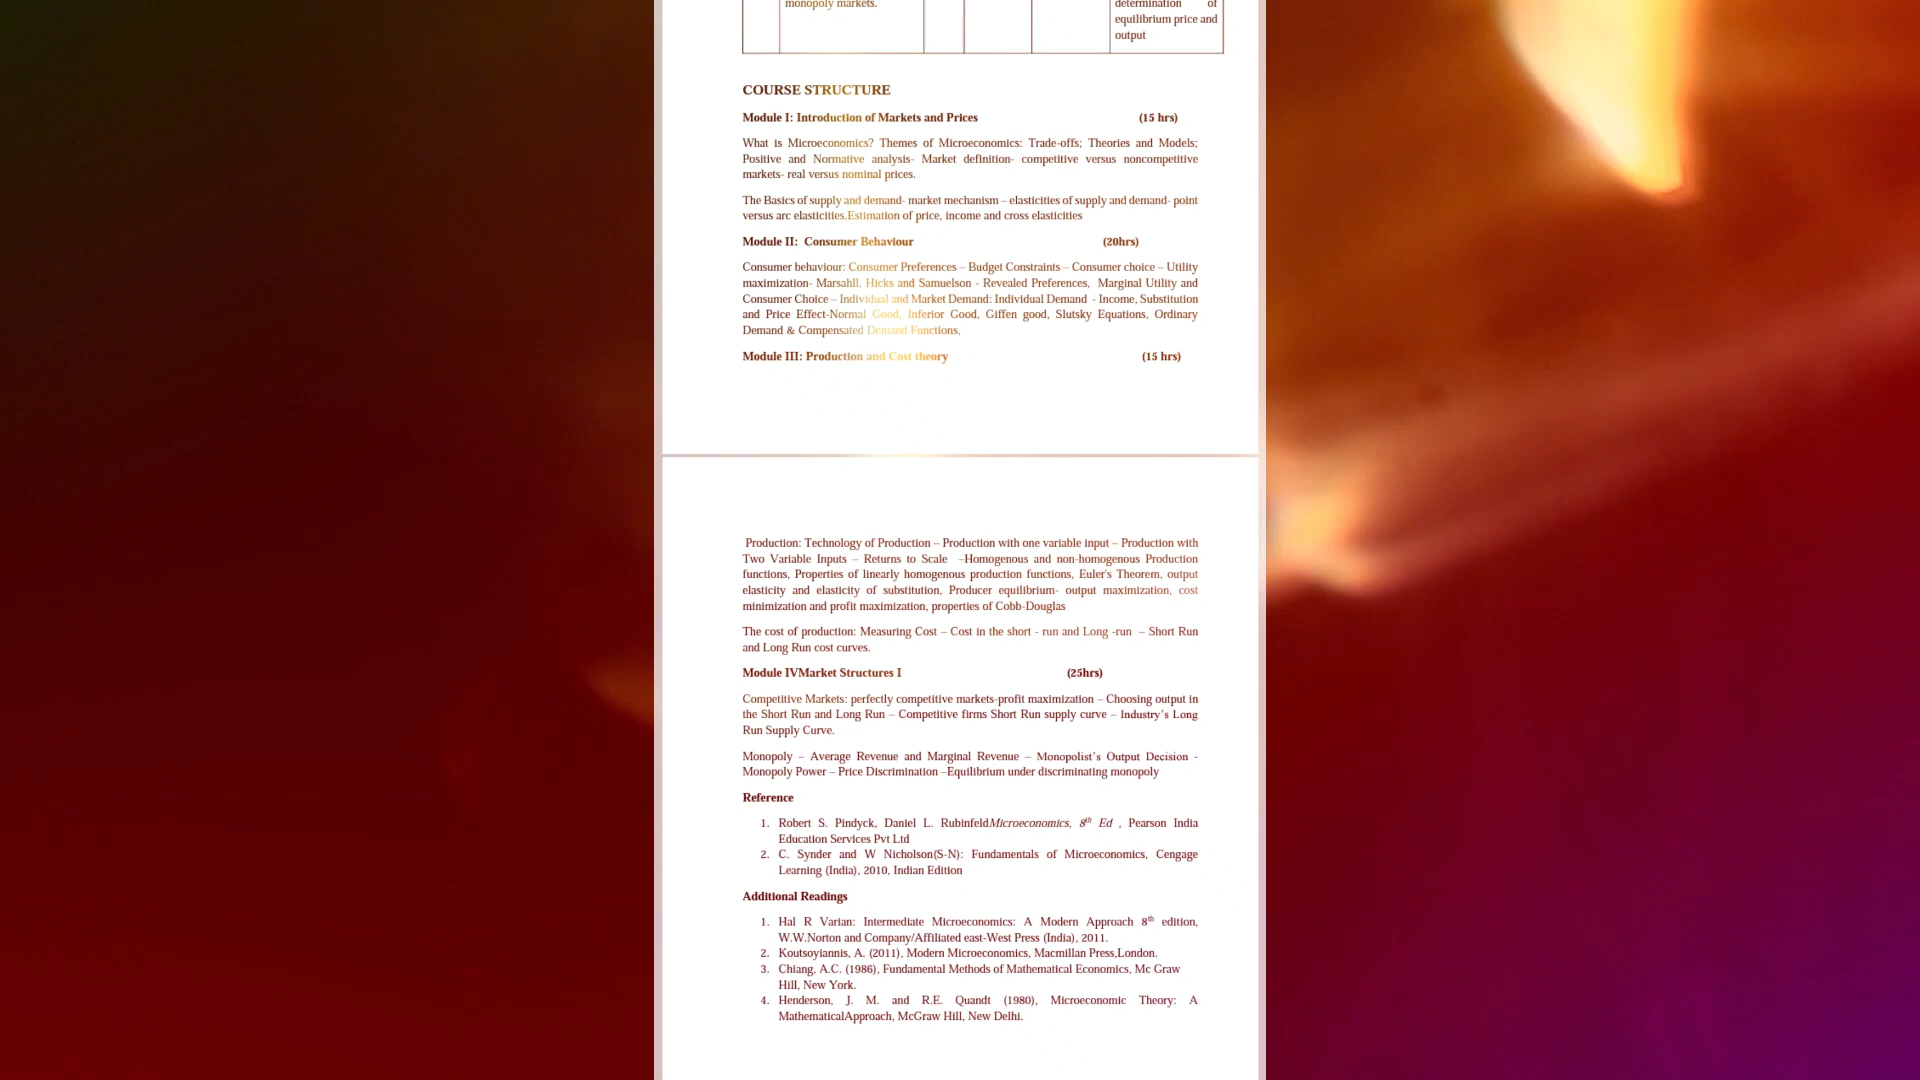 monopoly markets.
determination of
equilibrium price and
output
COURSE STRUCTURE
Module I: Introduction of Markets and Prices (15 hrs)
What is Microeconomics? Themes of Microeconomics: Trade-offs; Theories and Models;
Positive and Normative analysis- Market definition- competitive versus noncompetitive
markets- real versus nominal prices.
The Basics of supply and demand- market mechanism – elasticities of supply and demand- point
versus arc elasticities.Estimation of price, income and cross elasticities
Module II: Consumer Behaviour (20hrs)
Consumer behaviour: Consumer Preferences – Budget Constraints – Consumer choice – Utility
maximization- Marsahll, Hicks and Samuelson - Revealed Preferences, Marginal Utility and
Consumer Choice – Individual and Market Demand: Individual Demand - Income, Substitution
and Price Effect-Normal Good, Inferior Good, Giffen good, Slutsky Equations, Ordinary
Demand & Compensated Demand Functions,
Module III: Production and Cost theory (15 hrs)
Production: Technology of Production – Production with one variable input – Production with
Two Variable Inputs – Returns to Scale –Homogenous and non-homogenous Production
functions, Properties of linearly homogenous production functions, Euler's Theorem, output
elasticity and elasticity of substitution, Producer equilibrium- output maximization, cost
minimization and profit maximization, properties of Cobb-Douglas
The cost of production: Measuring Cost – Cost in the short - run and Long -run – Short Run
and Long Run cost curves.
Module IVMarket Structures I (25hrs)
Competitive Markets: perfectly competitive markets-profit maximization – Choosing output in
the Short Run and Long Run – Competitive firms Short Run supply curve – Industry's Long
Run Supply Curve.
Monopoly – Average Revenue and Marginal Revenue – Monopolist's Output Decision -
Monopoly Power – Price Discrimination –Equilibrium under discriminating monopoly
Reference
1. Robert S. Pindyck, Daniel L. RubinfeldMicroeconomics, 8th Ed , Pearson India
Education Services Pvt Ltd
2. C. Synder and W Nicholson(S-N): Fundamentals of Microeconomics, Cengage
Learning (India), 2010, Indian Edition
Additional Readings
1. Hal R Varian: Intermediate Microeconomics: A Modern Approach 8th edition,
W.W.Norton and Company/Affiliated east-West Press (India), 2011.
2. Koutsoyiannis, A. (2011), Modern Microeconomics, Macmillan Press,London.
3. Chiang, A.C. (1986), Fundamental Methods of Mathematical Economics, Mc Graw
Hill, New York.
4. Henderson, J. M. and R.E. Quandt (1980), Microeconomic Theory: A
MathematicalApproach, McGraw Hill, New Delhi.